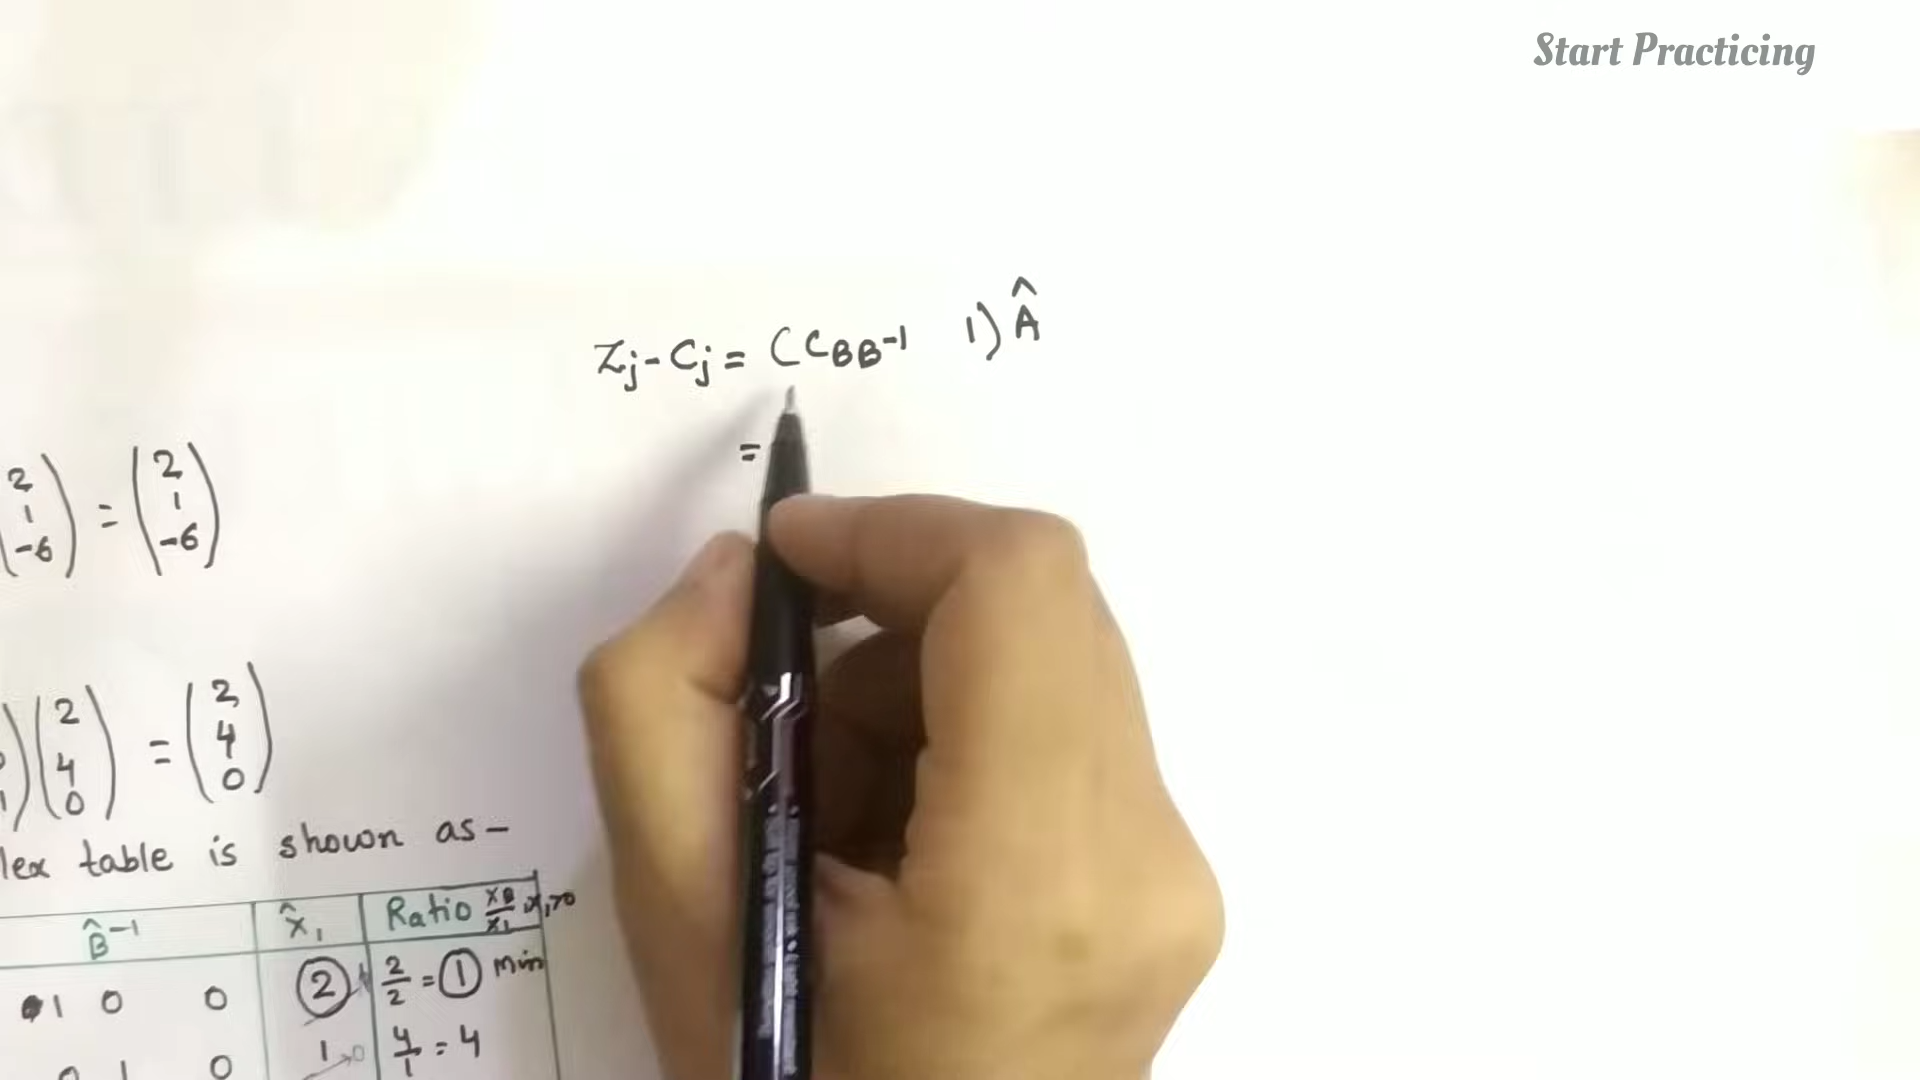 Start Practicing
Zj - Cj = (CBB⁻¹ 1) Â
=
2
1
-6
= 2
1
-6
2
4
0
= 2
4
0
lex table is shown as -
B̂⁻¹ x̂₁ Ratio XB/X1
1 0 0 2 2/2 = 1 Min
0 1 0 1 4/1 = 4